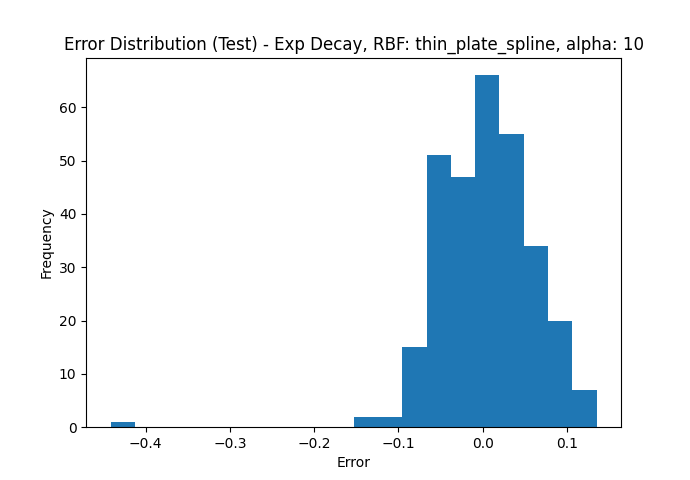 Error Distribution (Test) - Exp Decay, RBF: thin_plate_spline, alpha: 10
Frequency
60
50
40
30
20
10
0
−0.4 −0.3 −0.2 −0.1 0.0 0.1
Error